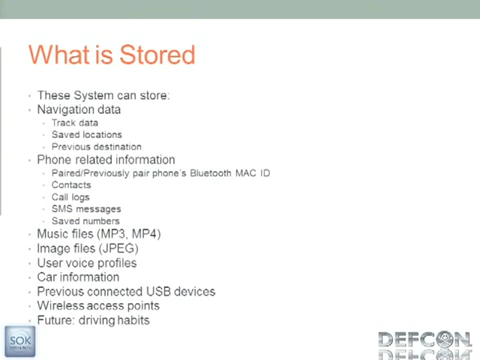 What is Stored
These System can store:
Navigation data
Track data
Saved locations
Previous destination
Phone related information
Paired/Previously pair phone's Bluetooth MAC ID
Contacts
Call logs
SMS messages
Saved numbers
Music files (MP3, MP4)
Image files (JPEG)
User voice profiles
Car information
Previous connected USB devices
Wireless access points
Future: driving habits
SOK
DEFCON